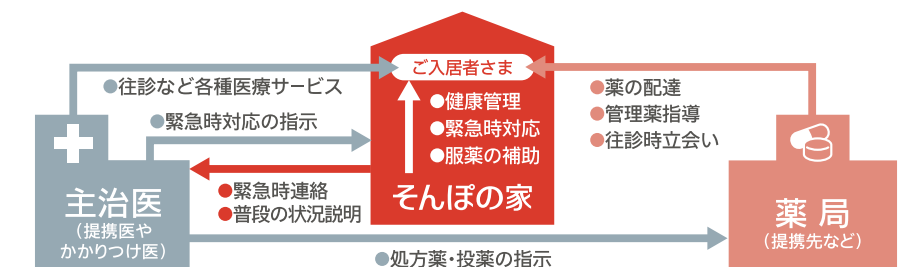 ご入居者さま
●往診など各種医療サービス
●緊急時対応の指示
●健康管理
●緊急時対応
●服薬の補助
そんぽの家
●薬の配達
●管理薬指導
●往診時立会い
●緊急時連絡
●普段の状況説明
主治医
（提携医や
かかりつけ医）
薬局
（提携先など）
●処方薬・投薬の指示